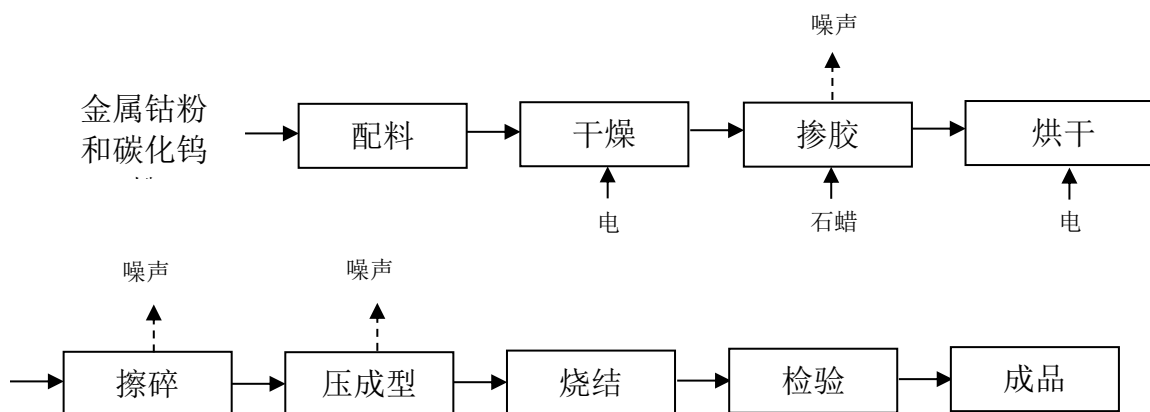 噪声
金属钴粉
和碳化钨
配料
干燥
掺胶
烘干
电
石蜡
电
噪声
噪声
擦碎
压成型
烧结
检验
成品